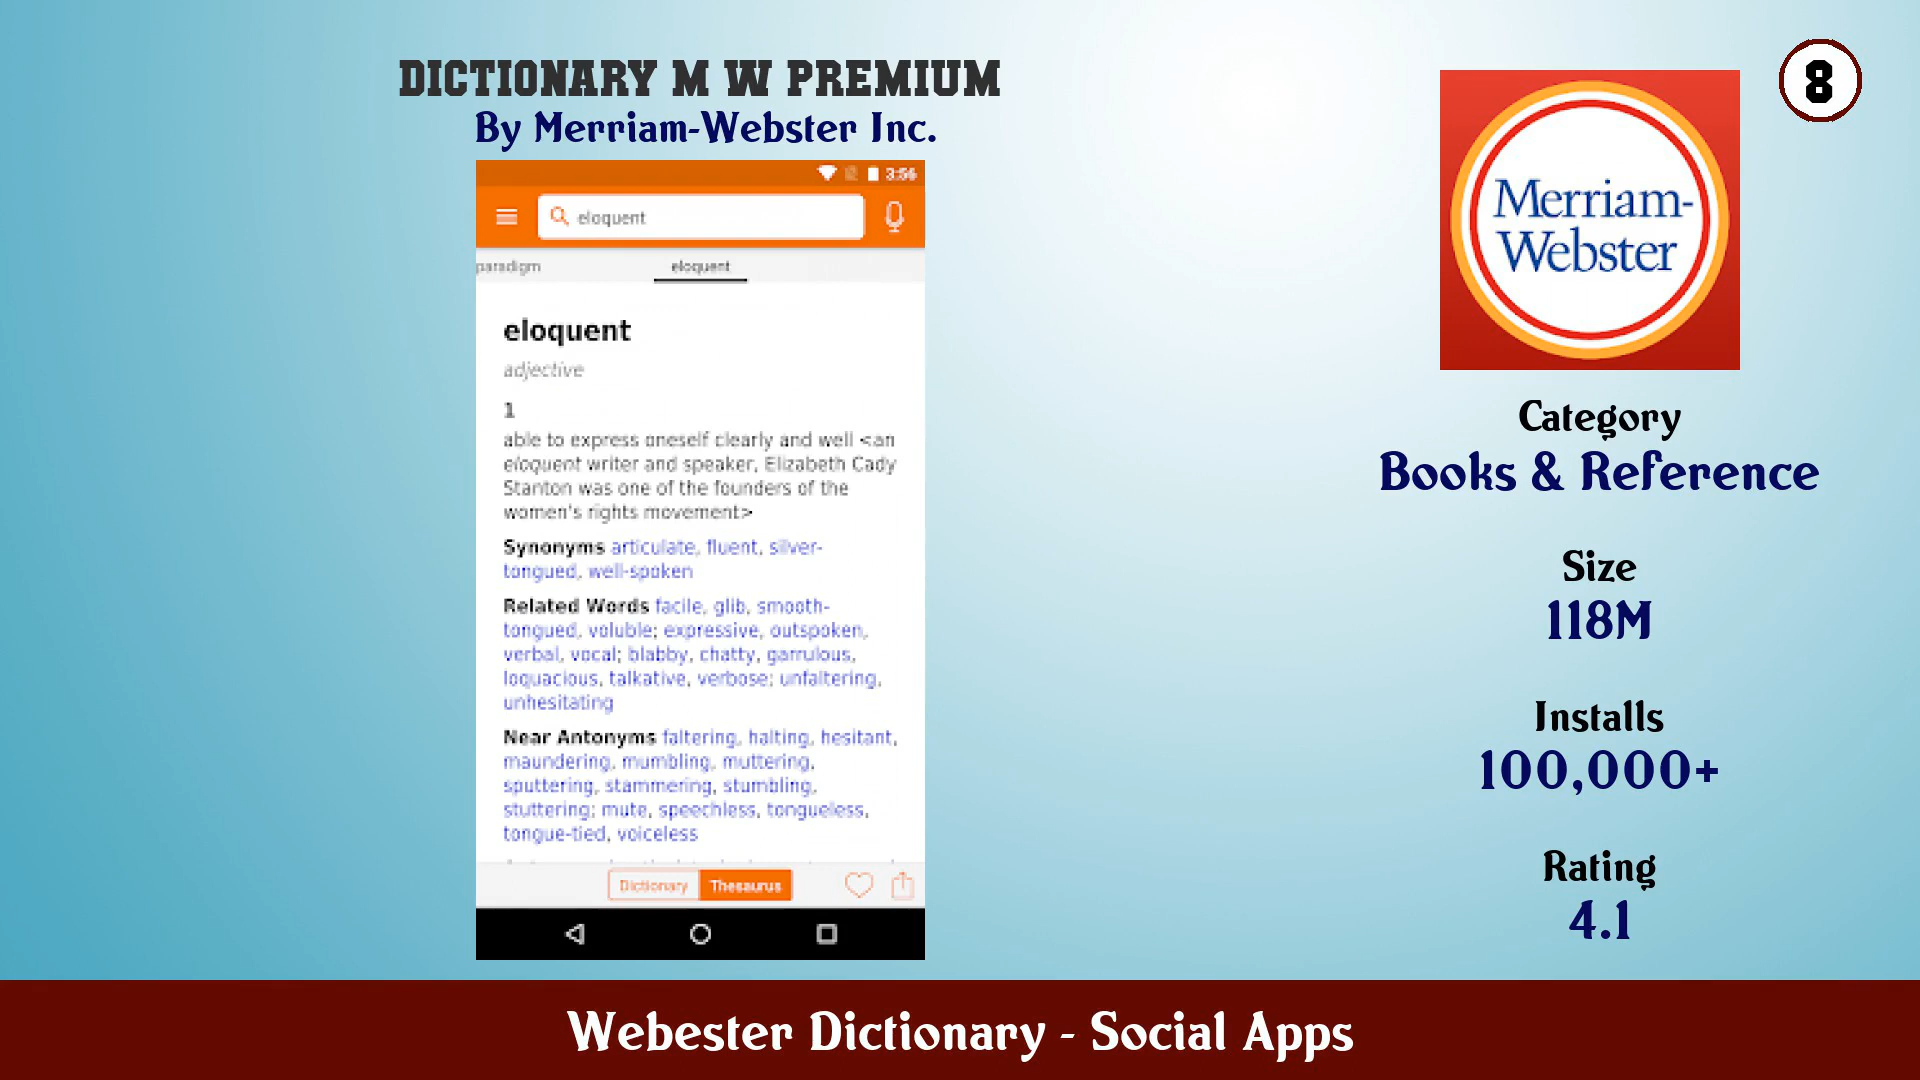 DICTIONARY M W PREMIUM
By Merriam-Webster Inc.
3:56
eloquent
paradigm eloquent
eloquent
adjective
1
able to express oneself clearly and well <an
eloquent writer and speaker, Elizabeth Cady
Stanton was one of the founders of the
women's rights movement>
Synonyms articulate, fluent, silver-
tongued, well-spoken
Related Words facile, glib, smooth-
tongued, voluble; expressive, outspoken,
verbal, vocal; blabby, chatty, garrulous,
loquacious, talkative, verbose; unfaltering,
unhesitating
Near Antonyms faltering, halting, hesitant,
maundering, mumbling, muttering,
sputtering, stammering, stumbling,
stuttering; mute, speechless, tongueless,
tongue-tied, voiceless
Dictionary Thesaurus
8
Merriam-
Webster
Category
Books & Reference
Size
118M
Installs
100,000+
Rating
4.1
Webester Dictionary - Social Apps